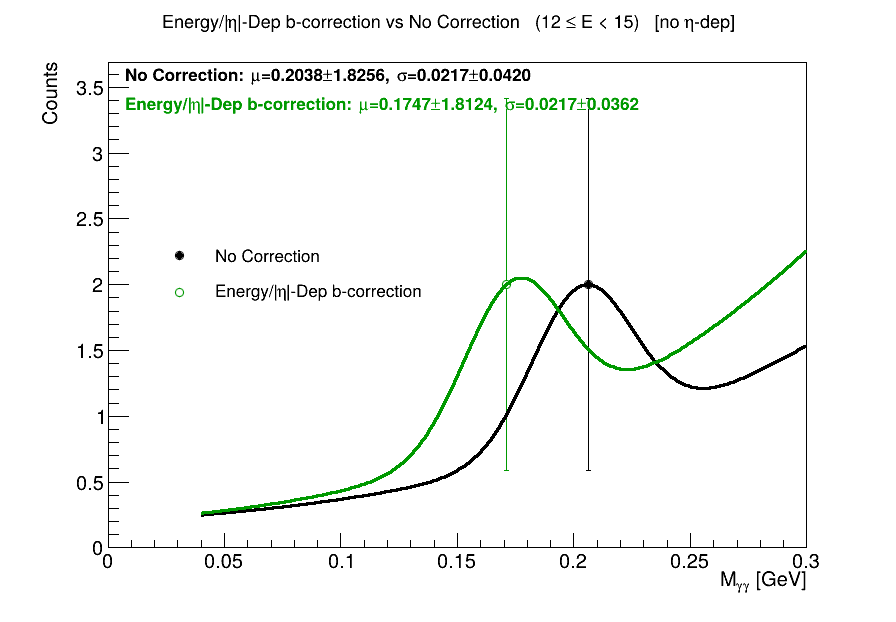 Energy/|η|-Dep b-correction vs No Correction (12 ≤ E < 15) [no η-dep]
Counts
No Correction: μ=0.2038±1.8256, σ=0.0217±0.0420
Energy/|η|-Dep b-correction: μ=0.1747±1.8124, σ=0.0217±0.0362
3.5
3
2.5
2
1.5
1
0.5
0
No Correction
Energy/|η|-Dep b-correction
0 0.05 0.1 0.15 0.2 0.25 0.3
Mγγ [GeV]